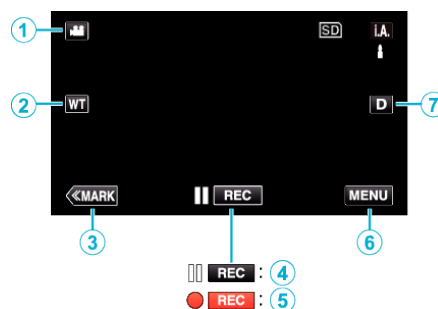 1 SD i.A.
2 WT D 7
≪MARK REC MENU
3 6
REC : 4
REC : 5